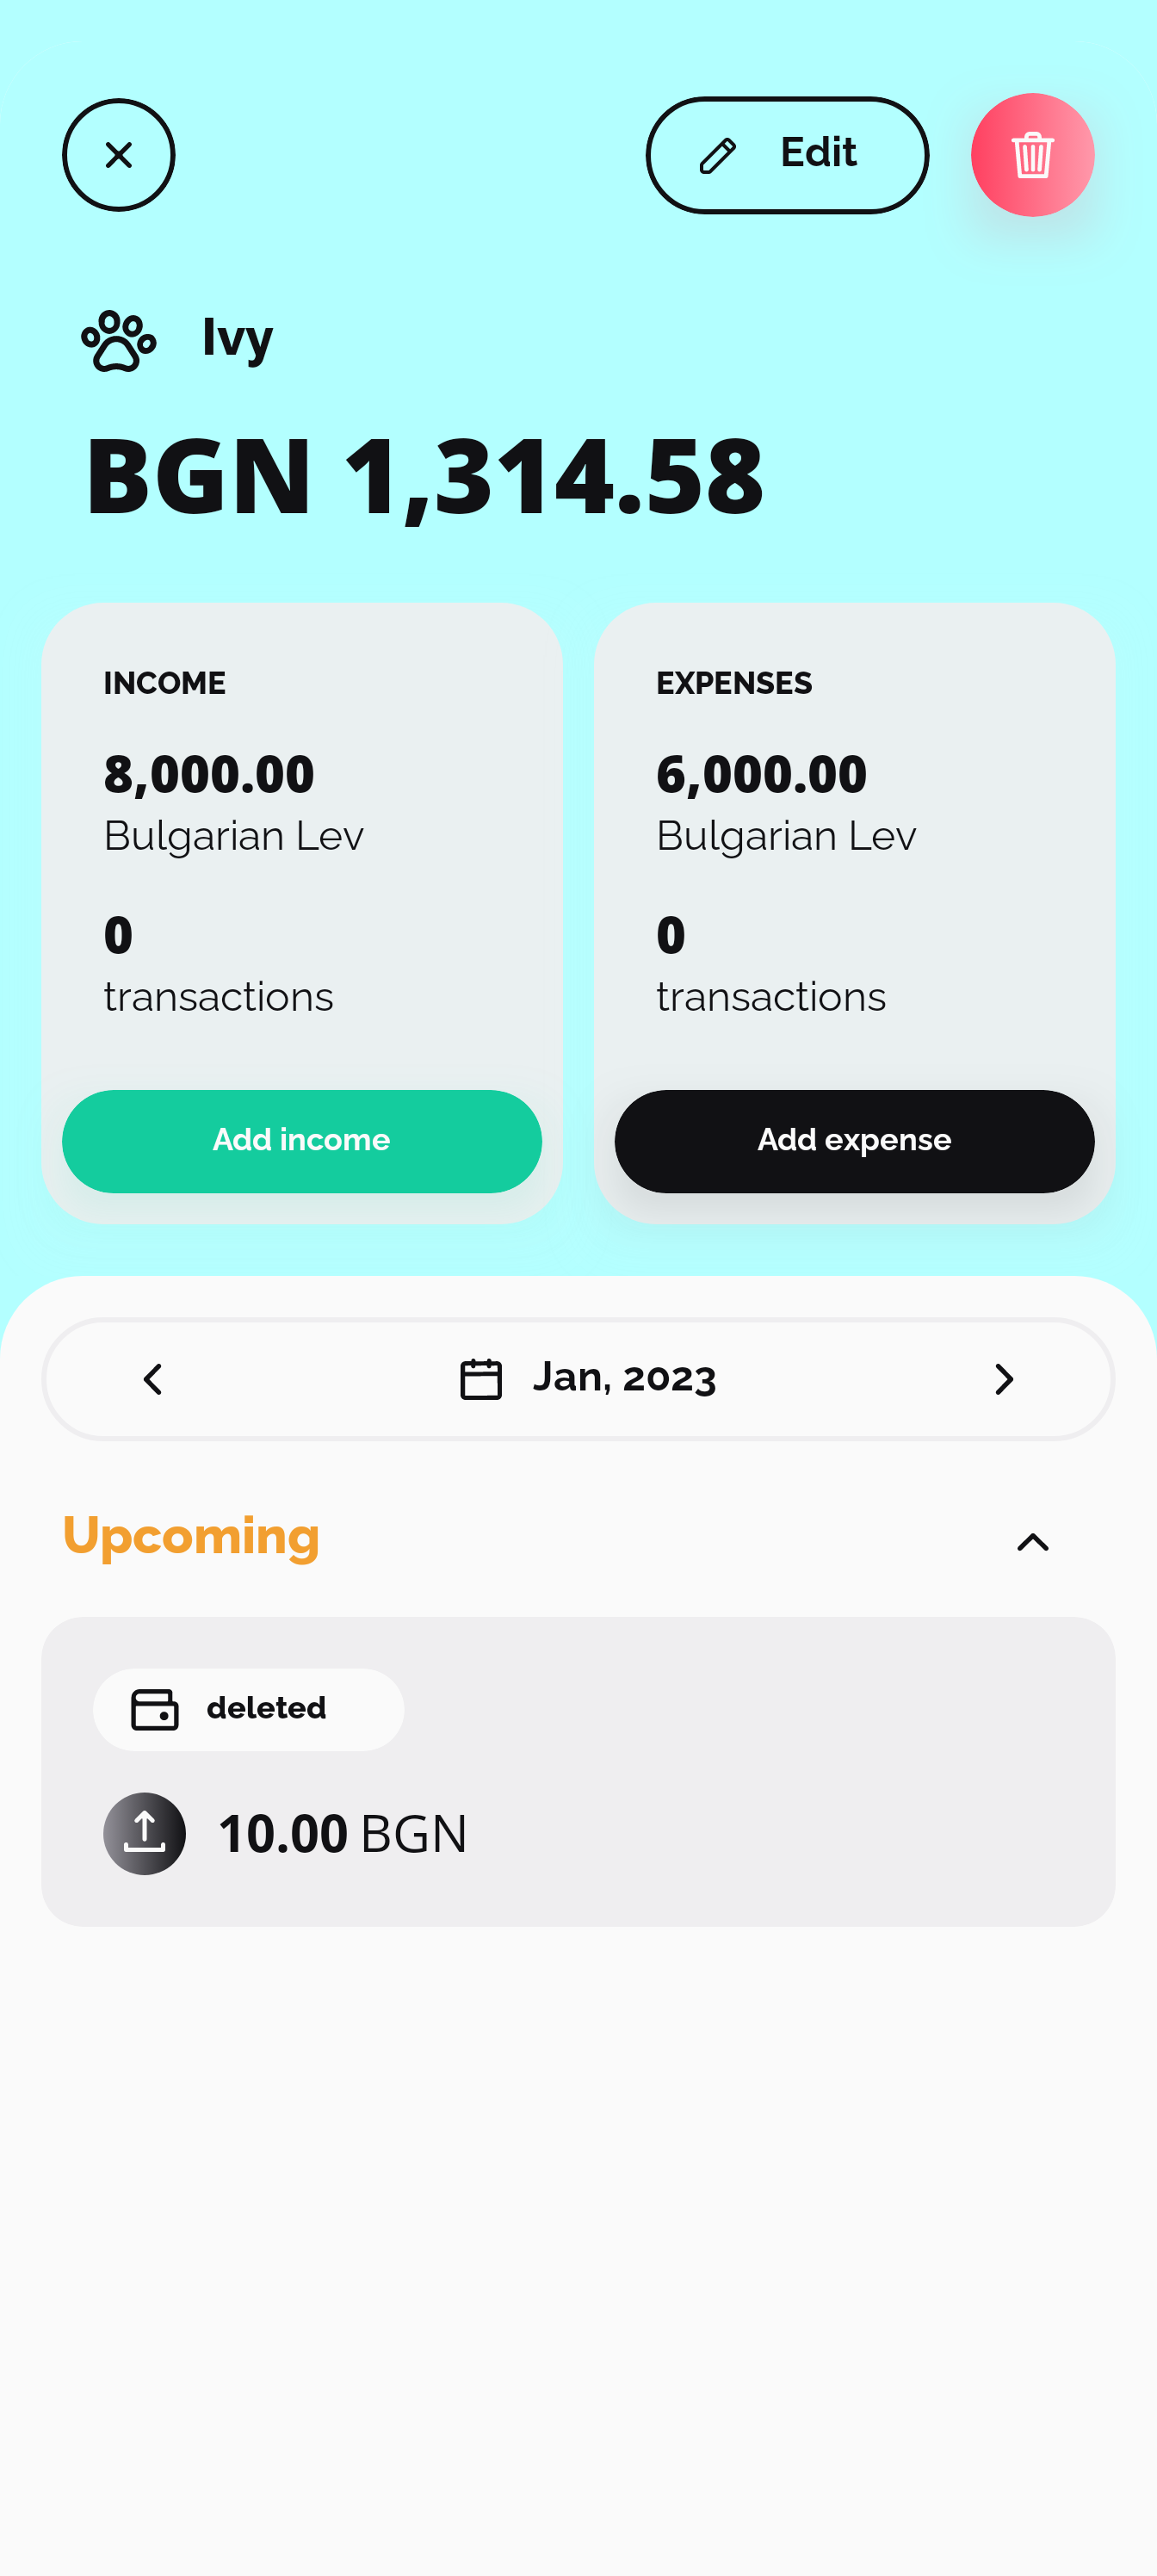 Edit
Ivy
BGN 1,314.58
INCOME
8,000.00
Bulgarian Lev
0
transactions
Add income
EXPENSES
6,000.00
Bulgarian Lev
0
transactions
Add expense
Jan, 2023
Upcoming
deleted
10.00 BGN